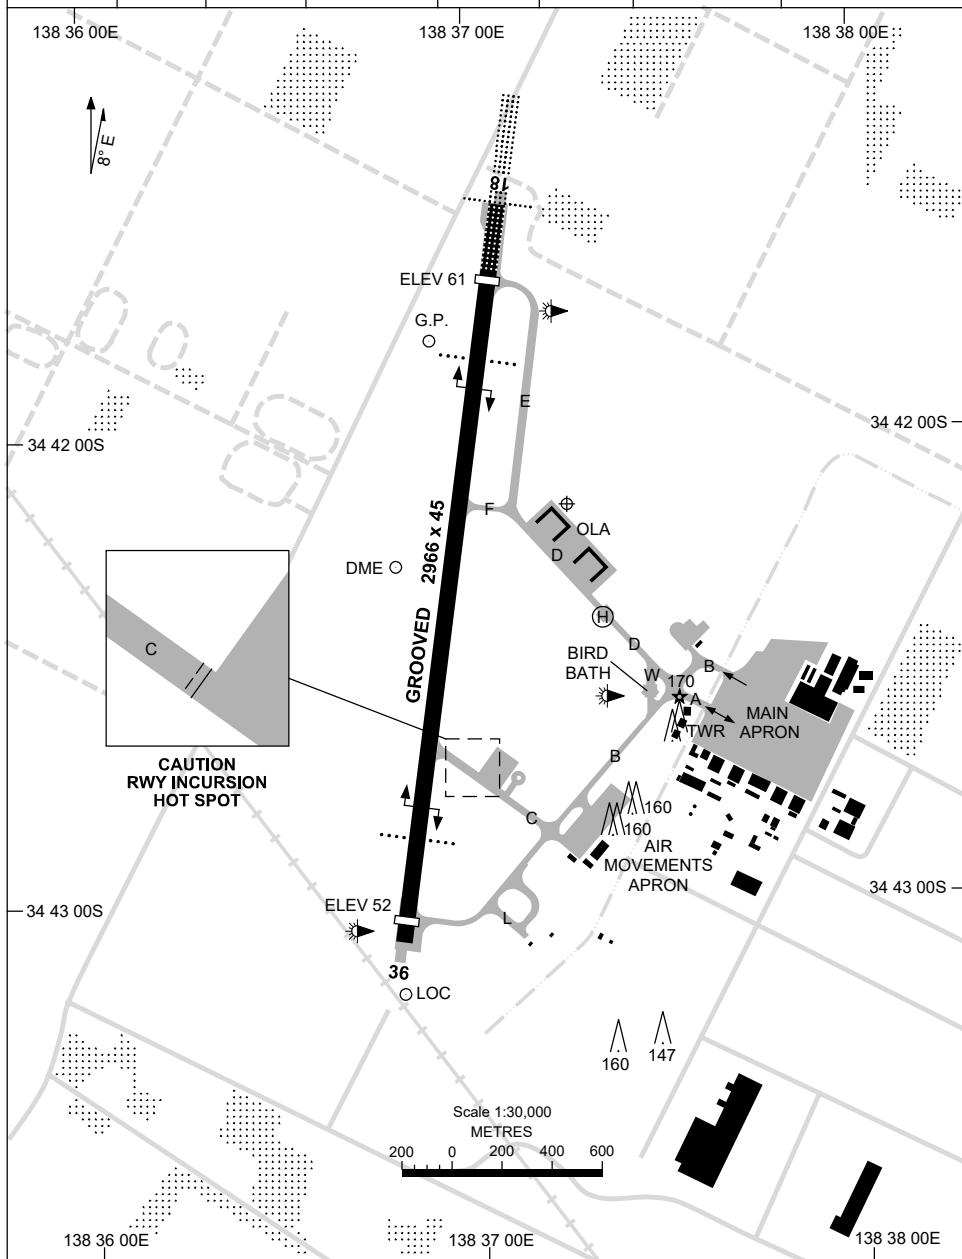 138 36 00E
138 37 00E
138 38 00E
8° E
18
ELEV 61
G.P.
E
34 42 00S
34 42 00S
F
OLA
D
GROOVED 2966 x 45
DME
H
D
C
BIRD
BATH
W
170
B
A
MAIN
APRON
TWR
B
CAUTION
RWY INCURSION
HOT SPOT
160
160
C
AIR
MOVEMENTS
APRON
34 43 00S
ELEV 52
34 43 00S
L
36
LOC
160
147
Scale 1:30,000
METRES
200 0 200 400 600
138 36 00E
138 37 00E
138 38 00E